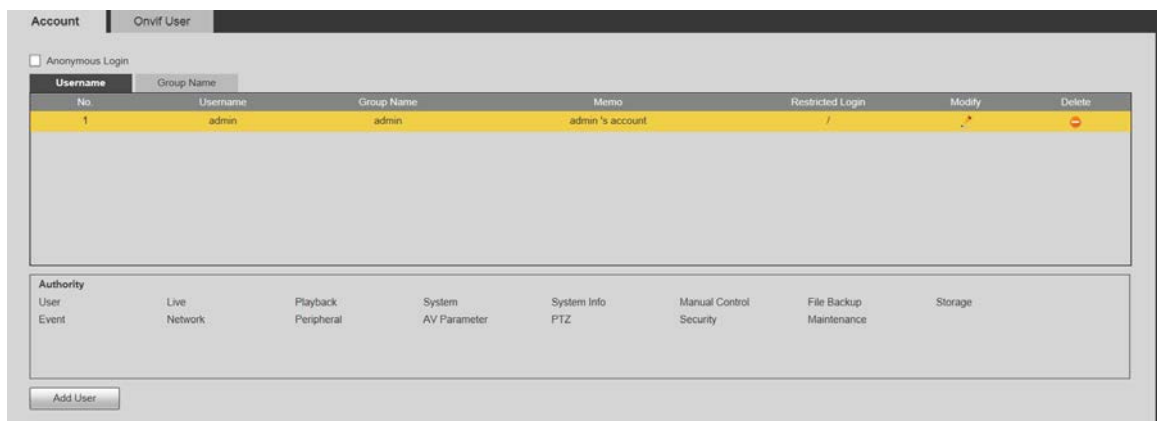 Account Onvif User
Anonymous Login
Username Group Name
No. Username Group Name Memo Restricted Login Modify Delete
1 admin admin admin 's account /
Authority
User Live Playback System System Info Manual Control File Backup Storage
Event Network Peripheral AV Parameter PTZ Security Maintenance
Add User